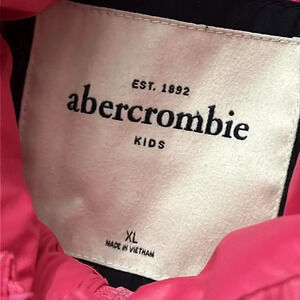 EST. 1892
abercrombie
KIDS
XL
MADE IN VIETNAM